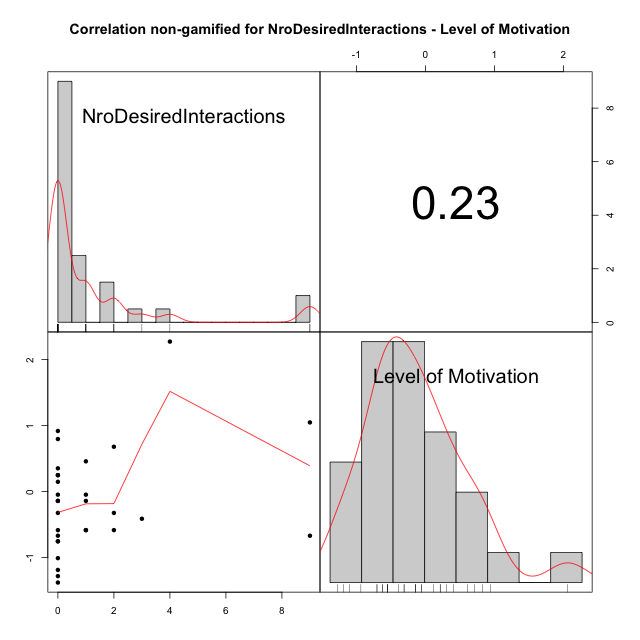 Correlation non-gamified for NroDesiredInteractions - Level of Motivation
-1 0 1 2
NroDesiredInteractions
0.23
8
6
4
2
0
Level of Motivation
2
1
0
-1
0 2 4 6 8